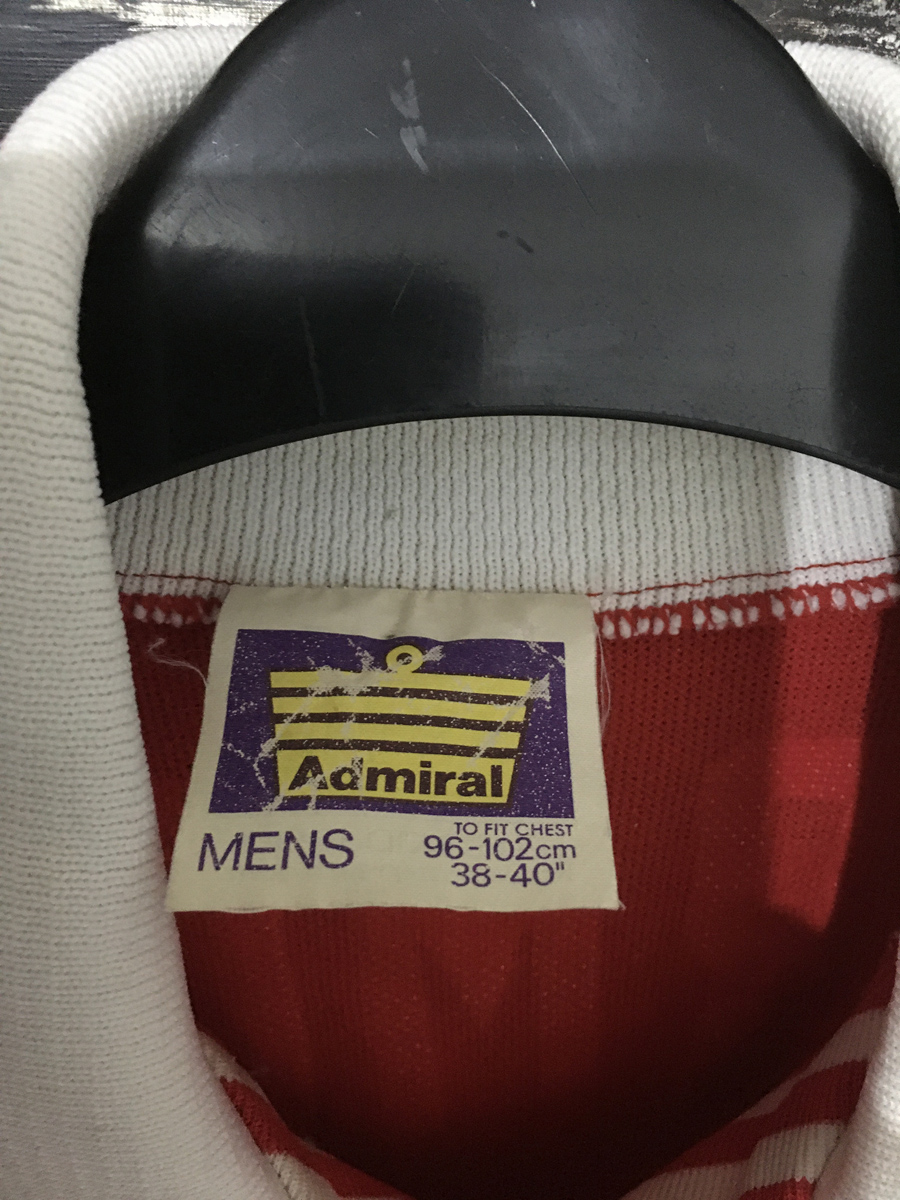 Admiral
MENS
TO FIT CHEST
96-102cm
38-40"